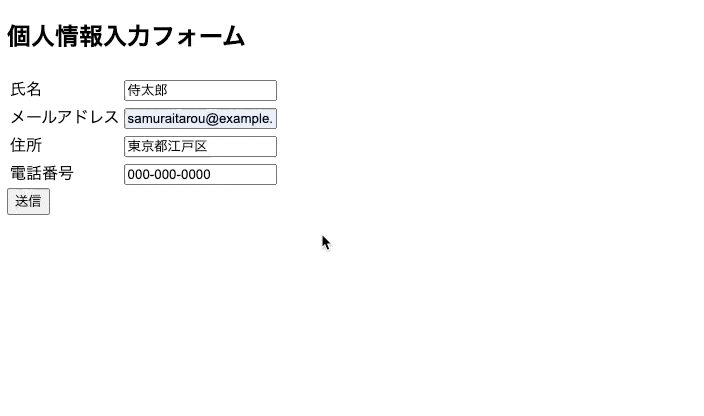 個人情報入力フォーム
氏名 侍太郎
メールアドレス samuraitarou@example.
住所 東京都江戸区
電話番号 000-000-0000
送信